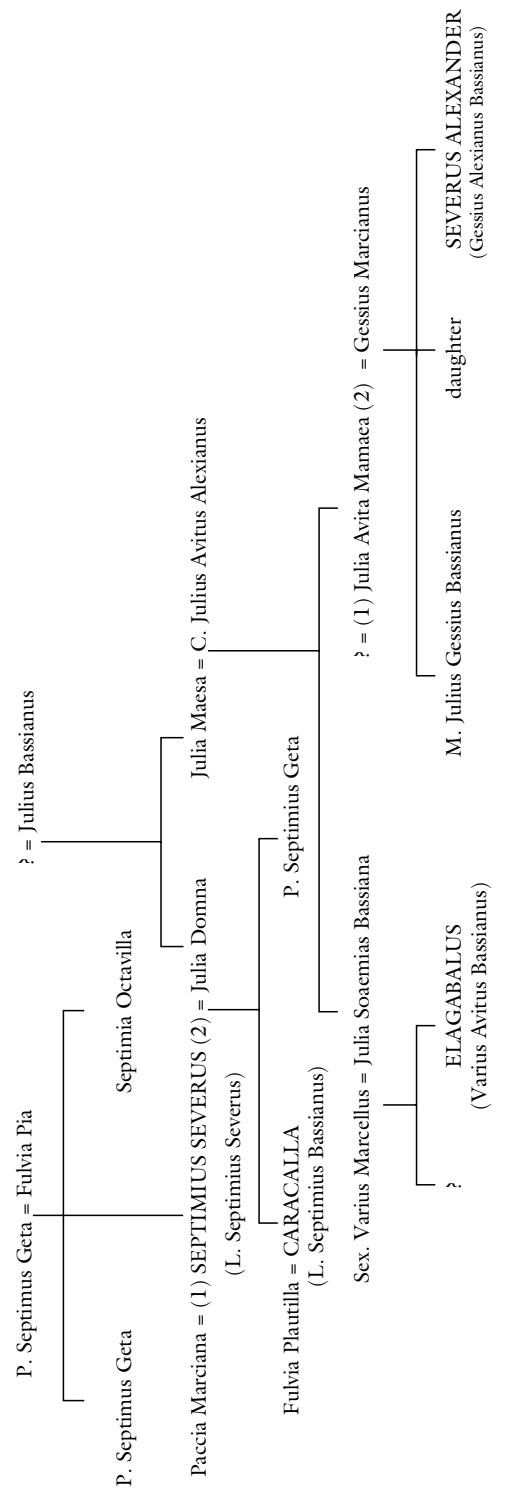 P. Septimus Geta = Fulvia Pia
? = Julius Bassianus
P. Septimus Geta
Septimia Octavilla
Paccia Marciana = (1) SEPTIMIUS SEVERUS (2) = Julia Domna
(L. Septimius Severus)
Julia Maesa = C. Julius Avitus Alexianus
Fulvia Plautilla = CARACALLA
(L. Septimius Bassianus)
P. Septimius Geta
Sex. Varius Marcellus = Julia Soaemias Bassiana
? = (1) Julia Avita Mamaea (2) = Gessius Marcianus
?
ELAGABALUS
(Varius Avitus Bassianus)
M. Julius Gessius Bassianus
daughter
SEVERUS ALEXANDER
(Gessius Alexianus Bassianus)